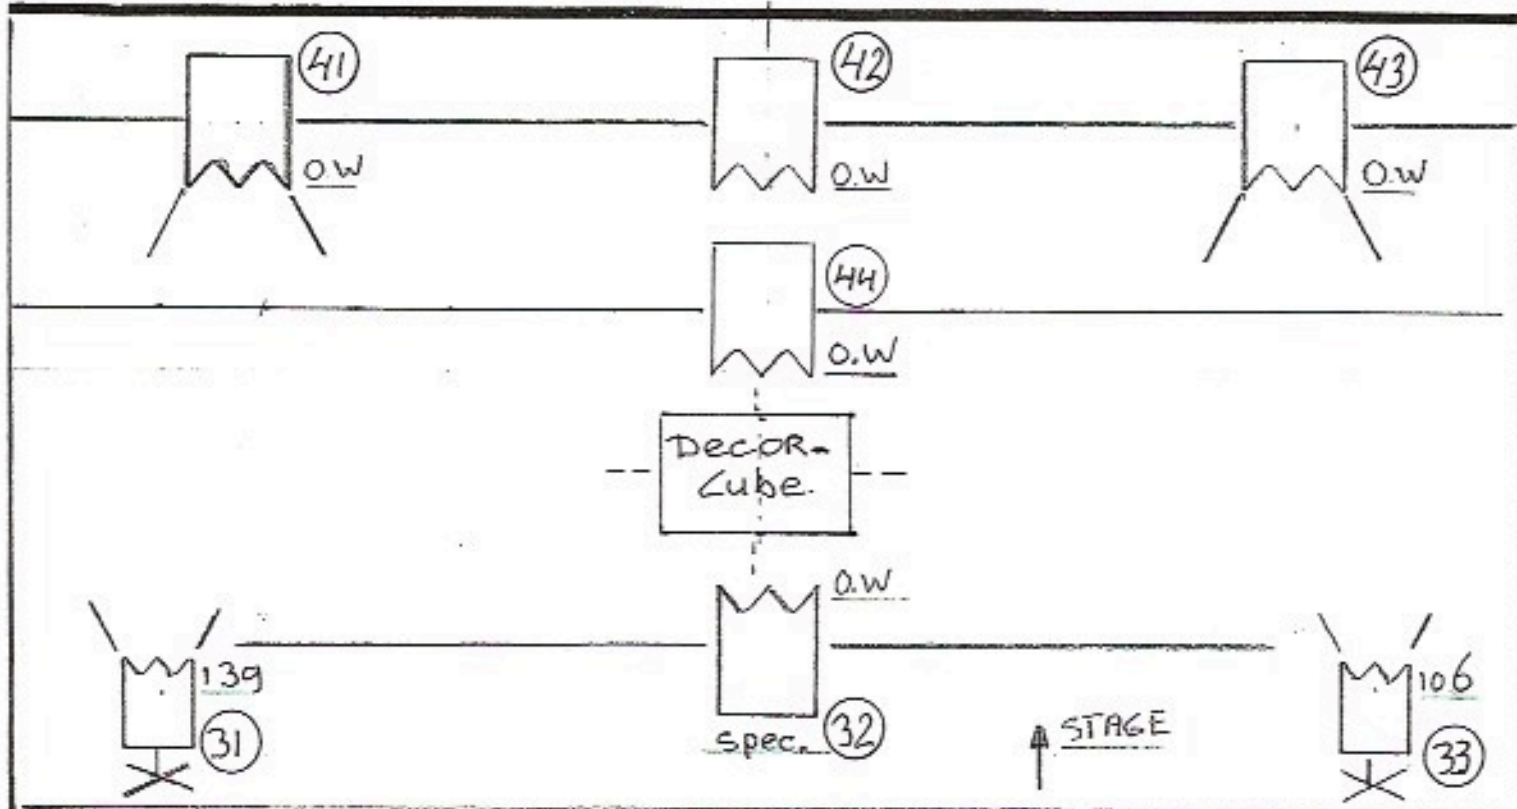 41
42
43
O.W
O.W
O.W
44
O.W
DECOR-
Cube.
O.W
139
106
31
spec.
32
STAGE
33